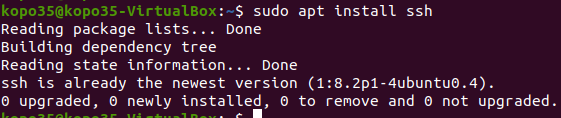 kopo35@kopo35-VirtualBox:~$ sudo apt install ssh
Reading package lists... Done
Building dependency tree
Reading state information... Done
ssh is already the newest version (1:8.2p1-4ubuntu0.4).
0 upgraded, 0 newly installed, 0 to remove and 0 not upgraded.
kopo35@kopo35-VirtualBox:~$